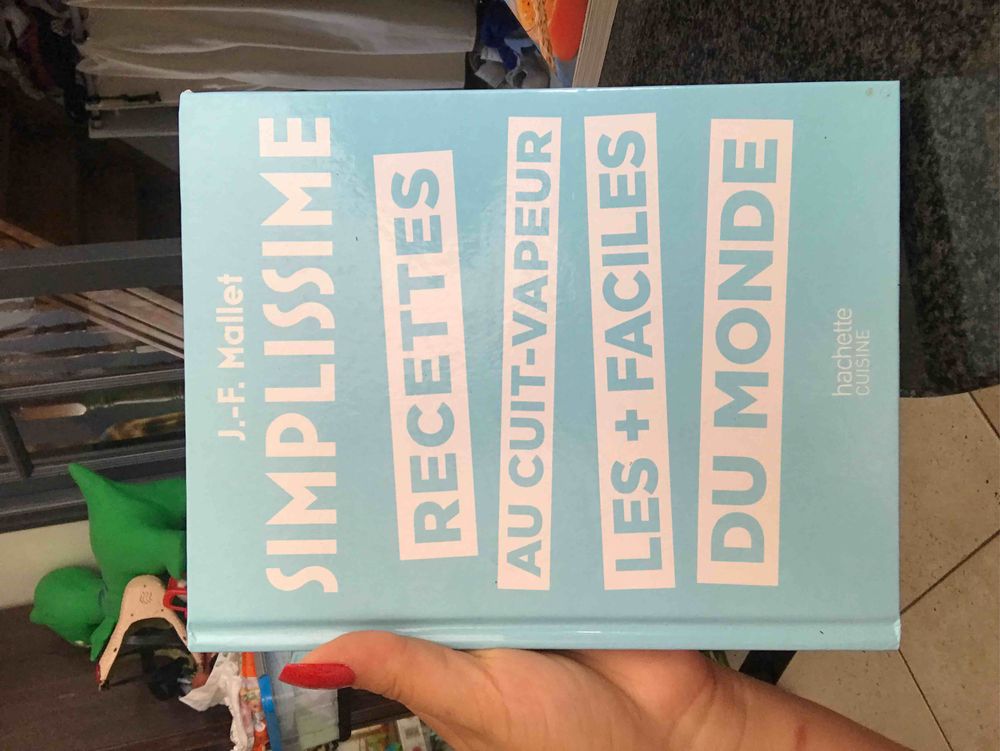 J.-F. Mallet
SIMPLISSIME
RECETTES
AU CUIT-VAPEUR
LES + FACILES
DU MONDE
hachette
CUISINE